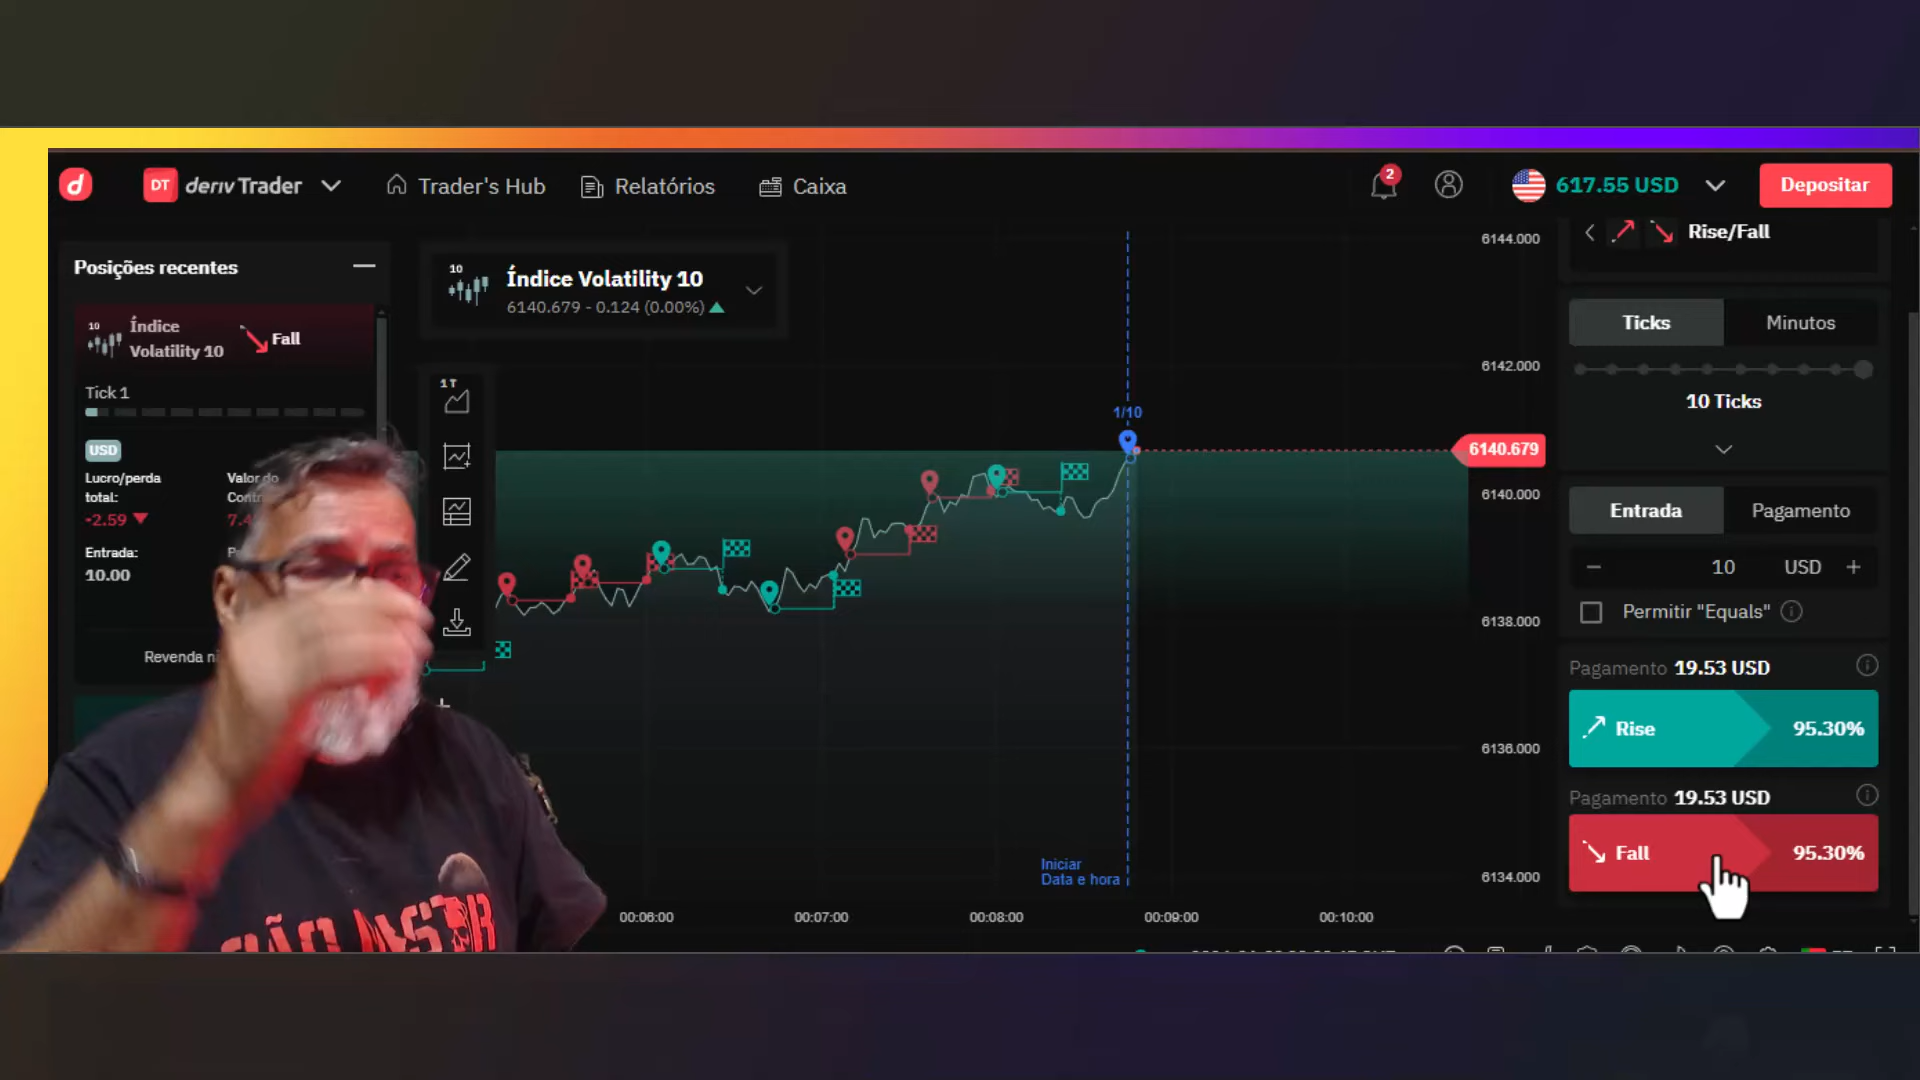 DT deriv Trader
Trader's Hub
Relatórios
Caixa
2
617.55 USD
Depositar
Posições recentes
10
Índice
Volatility 10
Fall
Tick 1
USD
Lucro/perda
total:
-2.59
Valor do
Entrada:
10.00
Revenda
10
Índice Volatility 10
6140.679 - 0.124 (0.00%)
1T
1/10
Iniciar
Data e hora
6144.000
6142.000
6140.679
6140.000
6138.000
6136.000
6134.000
00:06:00
00:07:00
00:08:00
00:09:00
00:10:00
Rise/Fall
Ticks
Minutos
10 Ticks
Entrada
Pagamento
10
USD
Permitir "Equals"
Pagamento 19.53 USD
Rise
95.30%
Pagamento 19.53 USD
Fall
95.30%